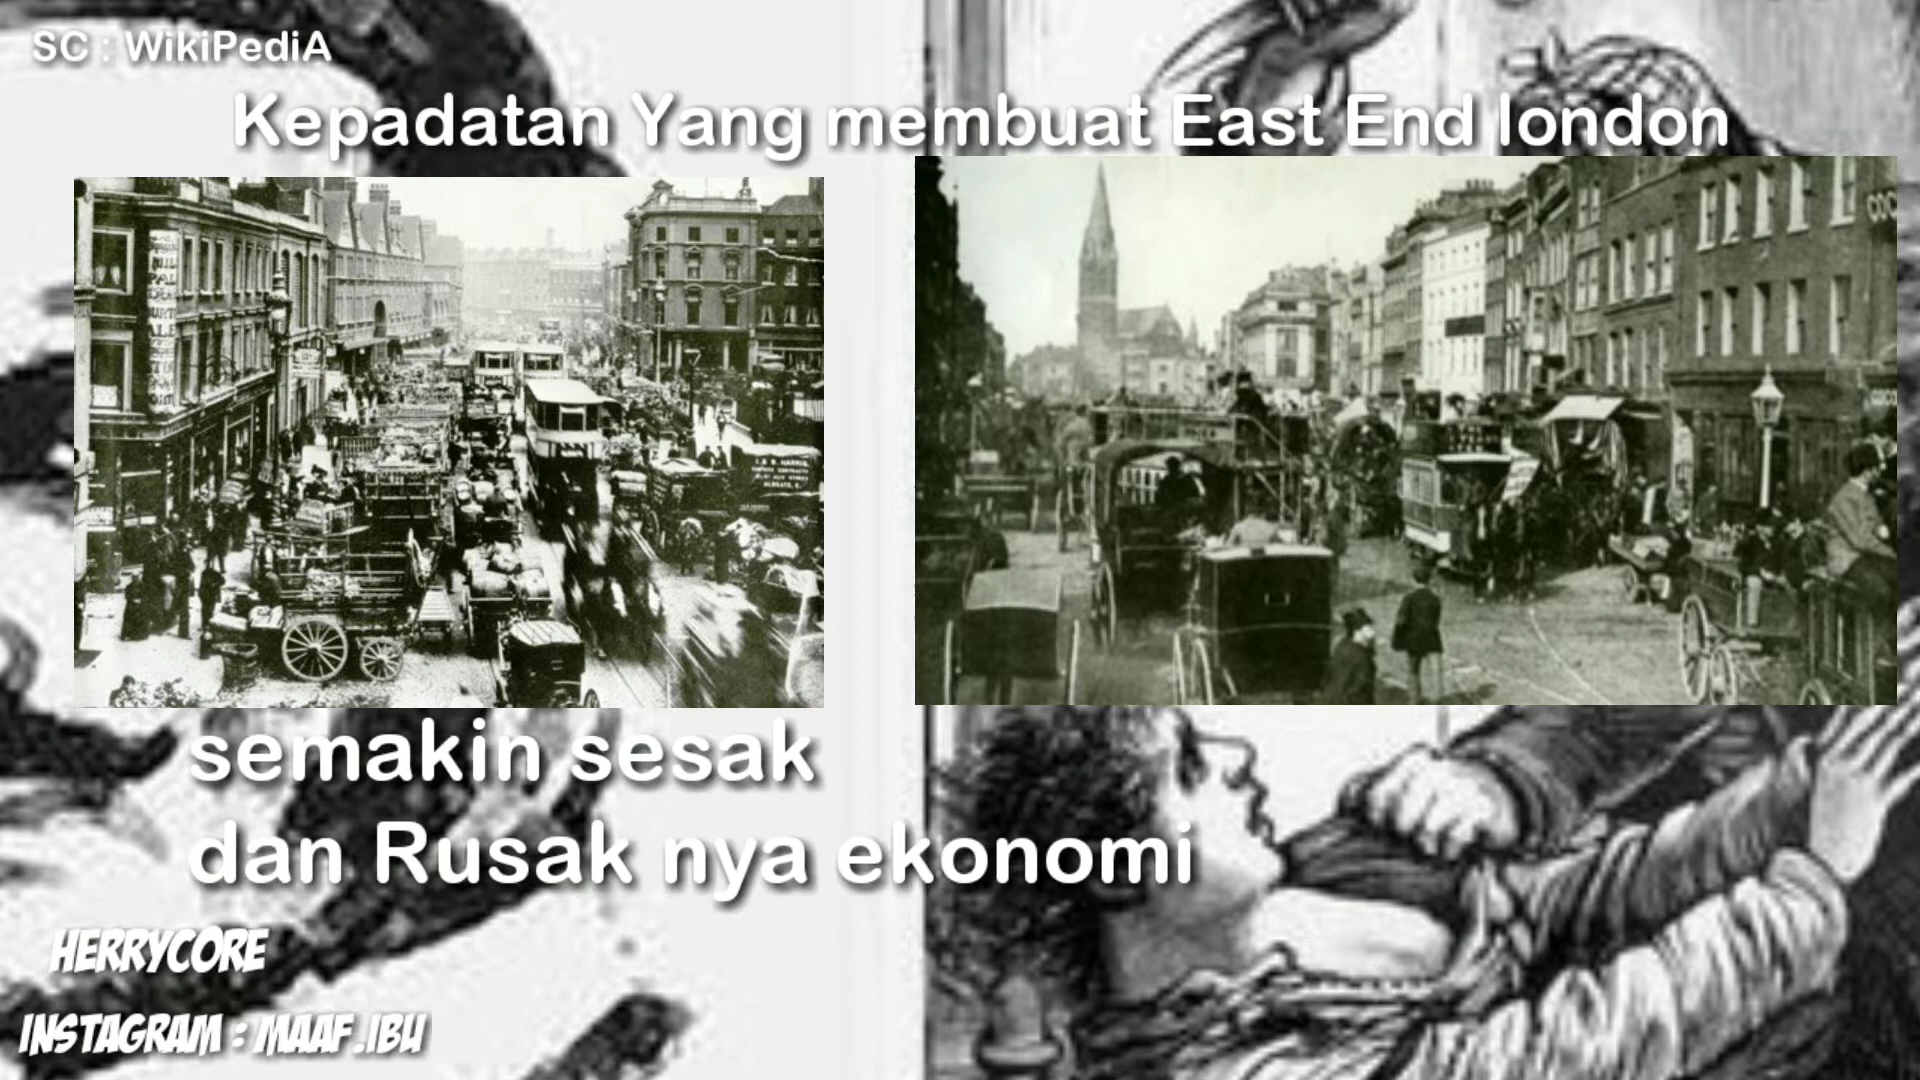 SC : WikiPediA
Kepadatan Yang membuat East End london
semakin sesak
dan Rusak nya ekonomi
HERRYCORE
INSTAGRAM : MAAF.IBU